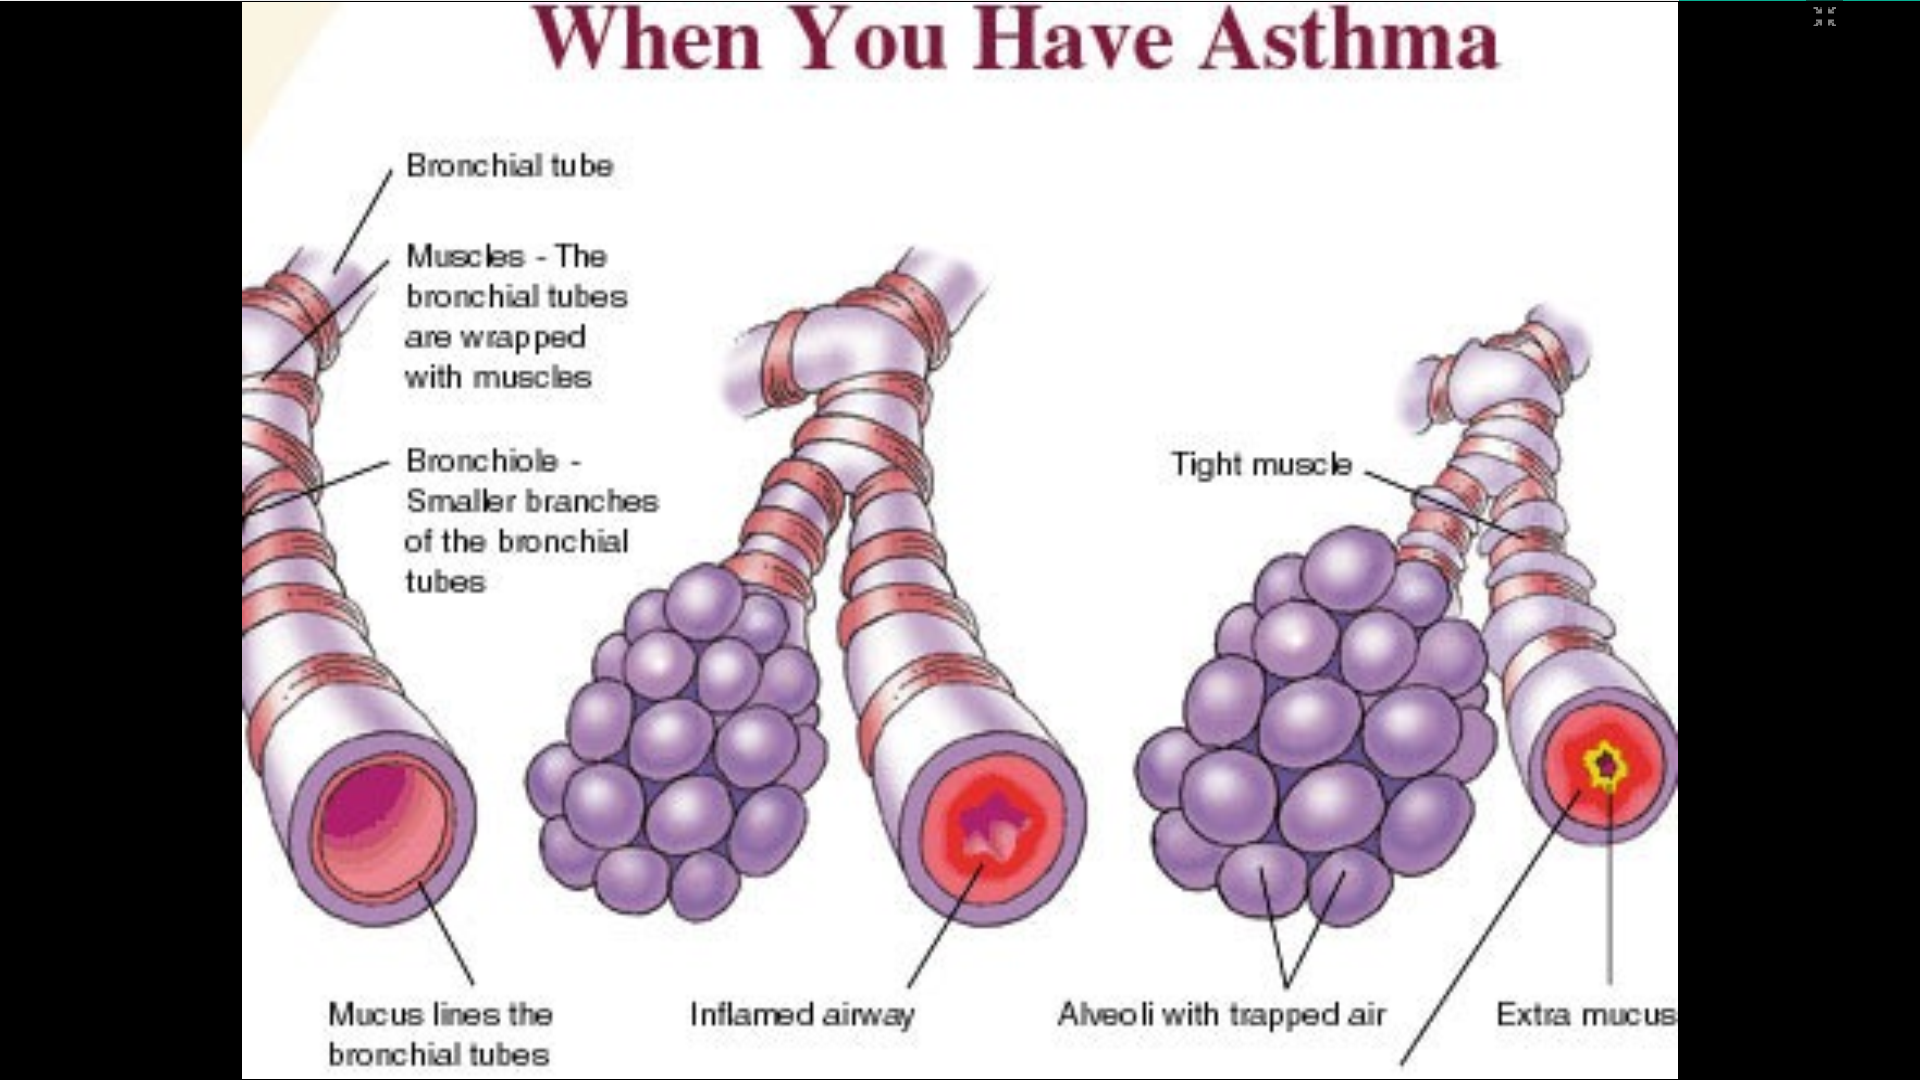 When You Have Asthma
Bronchial tube
Muscles - The
bronchial tubes
are wrapped
with muscles
Bronchiole -
Smaller branches
of the bronchial
tubes
Tight muscle
Mucus lines the
bronchial tubes
Inflamed airway
Alveoli with trapped air
Extra mucus